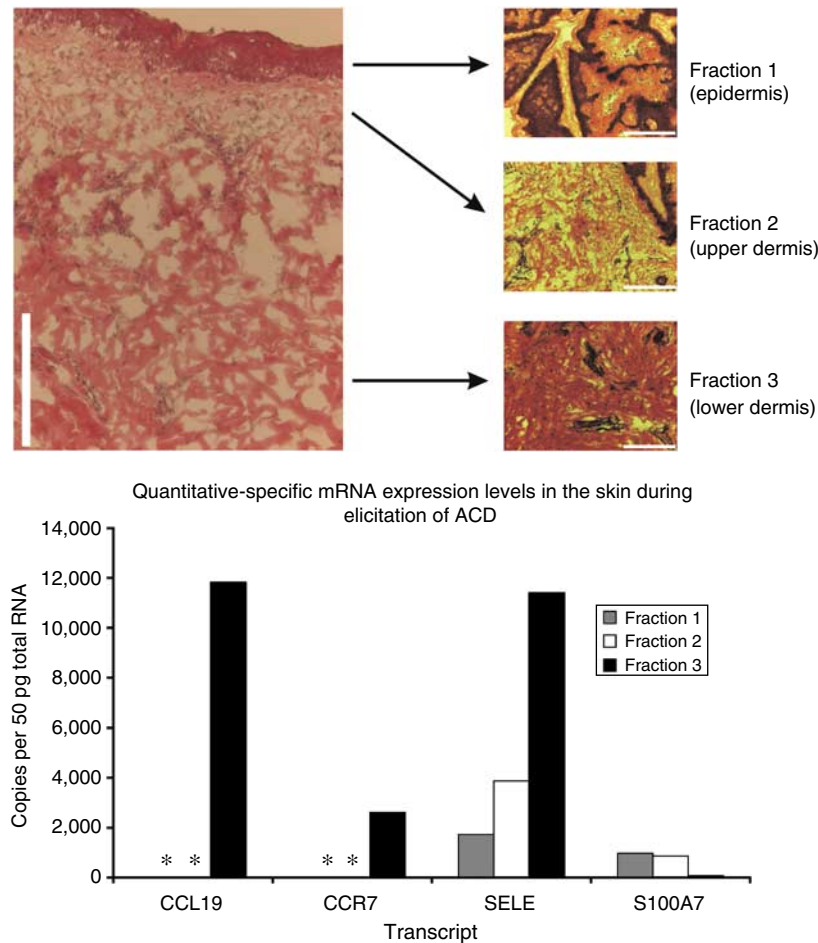 Fraction 1
(epidermis)
Fraction 2
(upper dermis)
Fraction 3
(lower dermis)
Quantitative-specific mRNA expression levels in the skin during
elicitation of ACD
Copies per 50 pg total RNA
14,000
12,000
10,000
8,000
6,000
4,000
2,000
0
* *
* *
Fraction 1
Fraction 2
Fraction 3
CCL19
CCR7
SELE
S100A7
Transcript